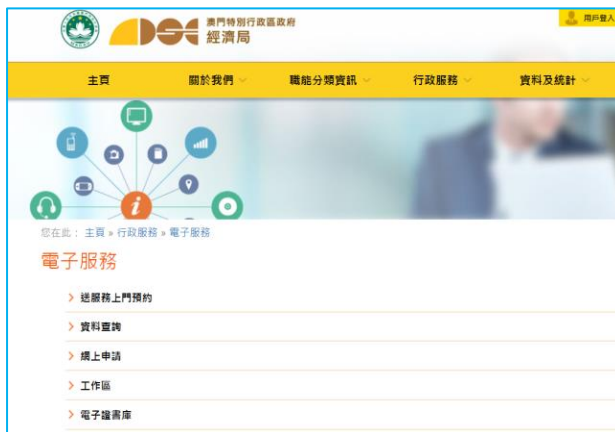 澳門特別行政區政府
經濟局
用戶登入
主頁 關於我們 職能分類資訊 行政服務 資料及統計
您在此： 主頁 » 行政服務 » 電子服務
電子服務
送服務上門預約
資料查詢
網上申請
工作區
電子證書庫